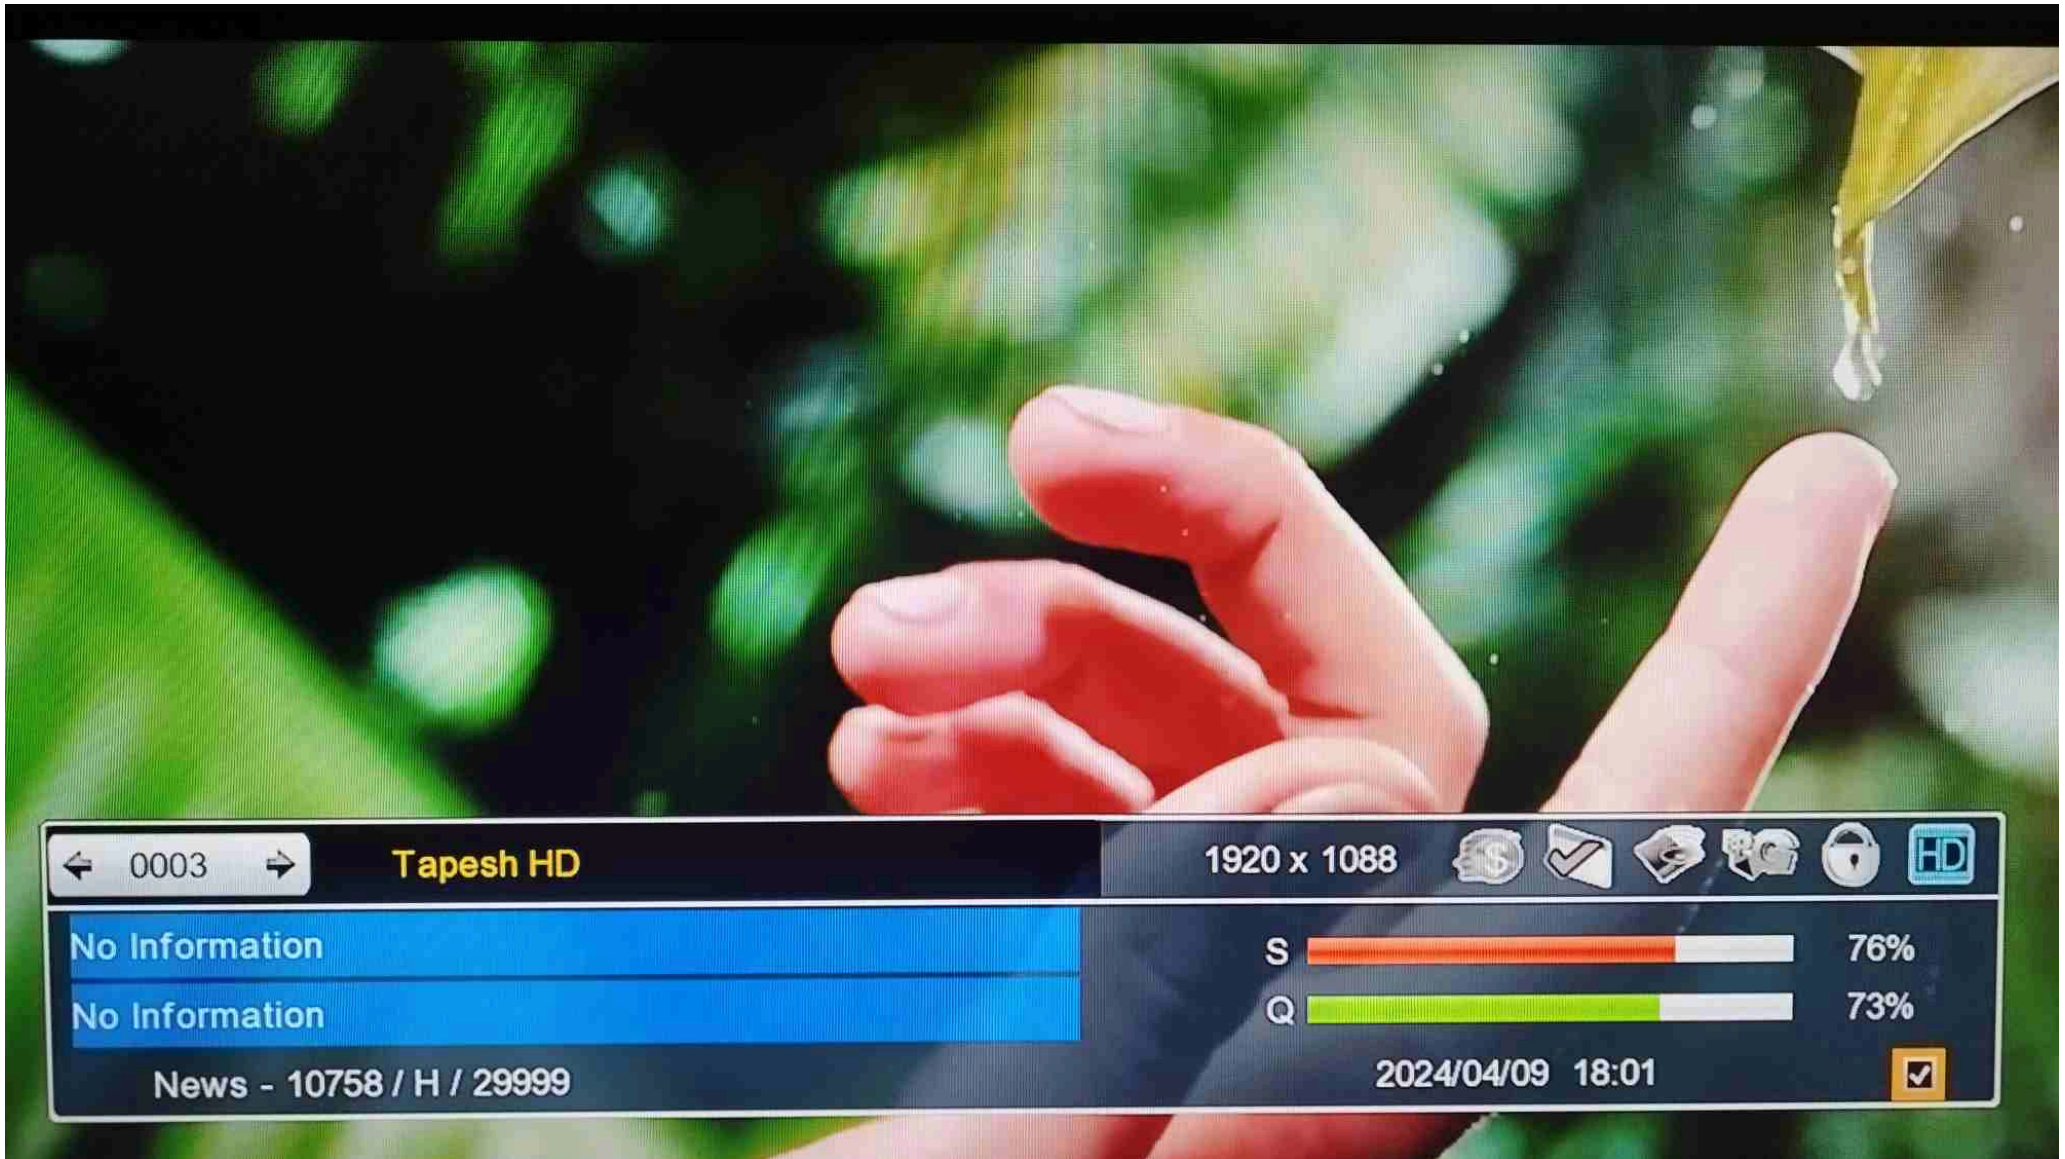 0003 Tapesh HD 1920 x 1088 HD
No Information
S 76%
No Information
Q 73%
News - 10758 / H / 29999 2024/04/09 18:01